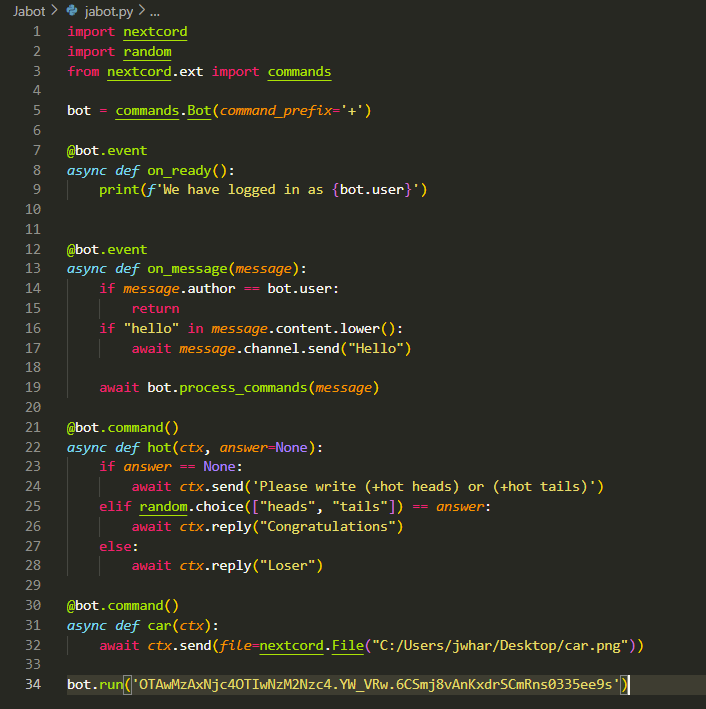 Jabot > jabot.py > ...
1 import nextcord
2 import random
3 from nextcord.ext import commands
4
5 bot = commands.Bot(command_prefix='+')
6
7 @bot.event
8 async def on_ready():
9 print(f'We have logged in as {bot.user}')
10
11
12 @bot.event
13 async def on_message(message):
14 if message.author == bot.user:
15 return
16 if "hello" in message.content.lower():
17 await message.channel.send("Hello")
18
19 await bot.process_commands(message)
20
21 @bot.command()
22 async def hot(ctx, answer=None):
23 if answer == None:
24 await ctx.send('Please write (+hot heads) or (+hot tails)')
25 elif random.choice(["heads", "tails"]) == answer:
26 await ctx.reply("Congratulations")
27 else:
28 await ctx.reply("Loser")
29
30 @bot.command()
31 async def car(ctx):
32 await ctx.send(file=nextcord.File("C:/Users/jwhar/Desktop/car.png"))
33
34 bot.run('OTAwMzAxNjc4OTIwNzM2Nzc4.YW_VRw.6CSmj8vAnKxdrSCmRns0335ee9s')